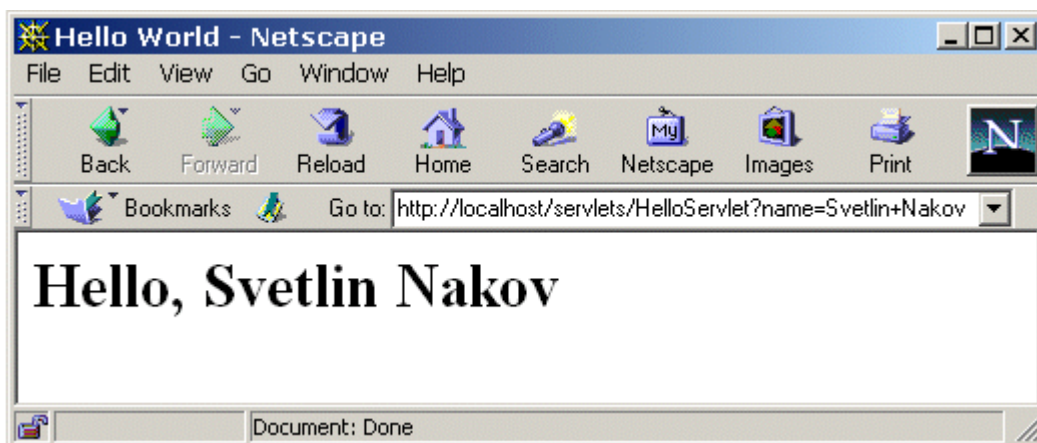 Hello World - Netscape
File Edit View Go Window Help
Back Forward Reload Home Search My Netscape Images Print N
Bookmarks Go to: http://localhost/servlets/HelloServlet?name=Svetlin+Nakov
Hello, Svetlin Nakov
Document: Done